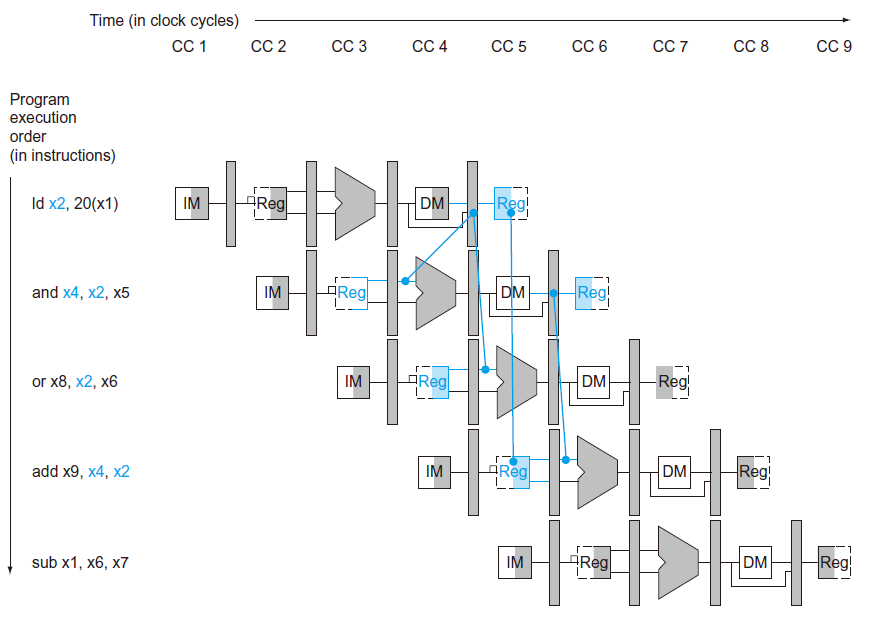 Time (in clock cycles)
CC 1 CC 2 CC 3 CC 4 CC 5 CC 6 CC 7 CC 8 CC 9
Program
execution
order
(in instructions)
ld x2, 20(x1) IM Reg DM Reg
and x4, x2, x5 IM Reg DM Reg
or x8, x2, x6 IM Reg DM Reg
add x9, x4, x2 IM Reg DM Reg
sub x1, x6, x7 IM Reg DM Reg